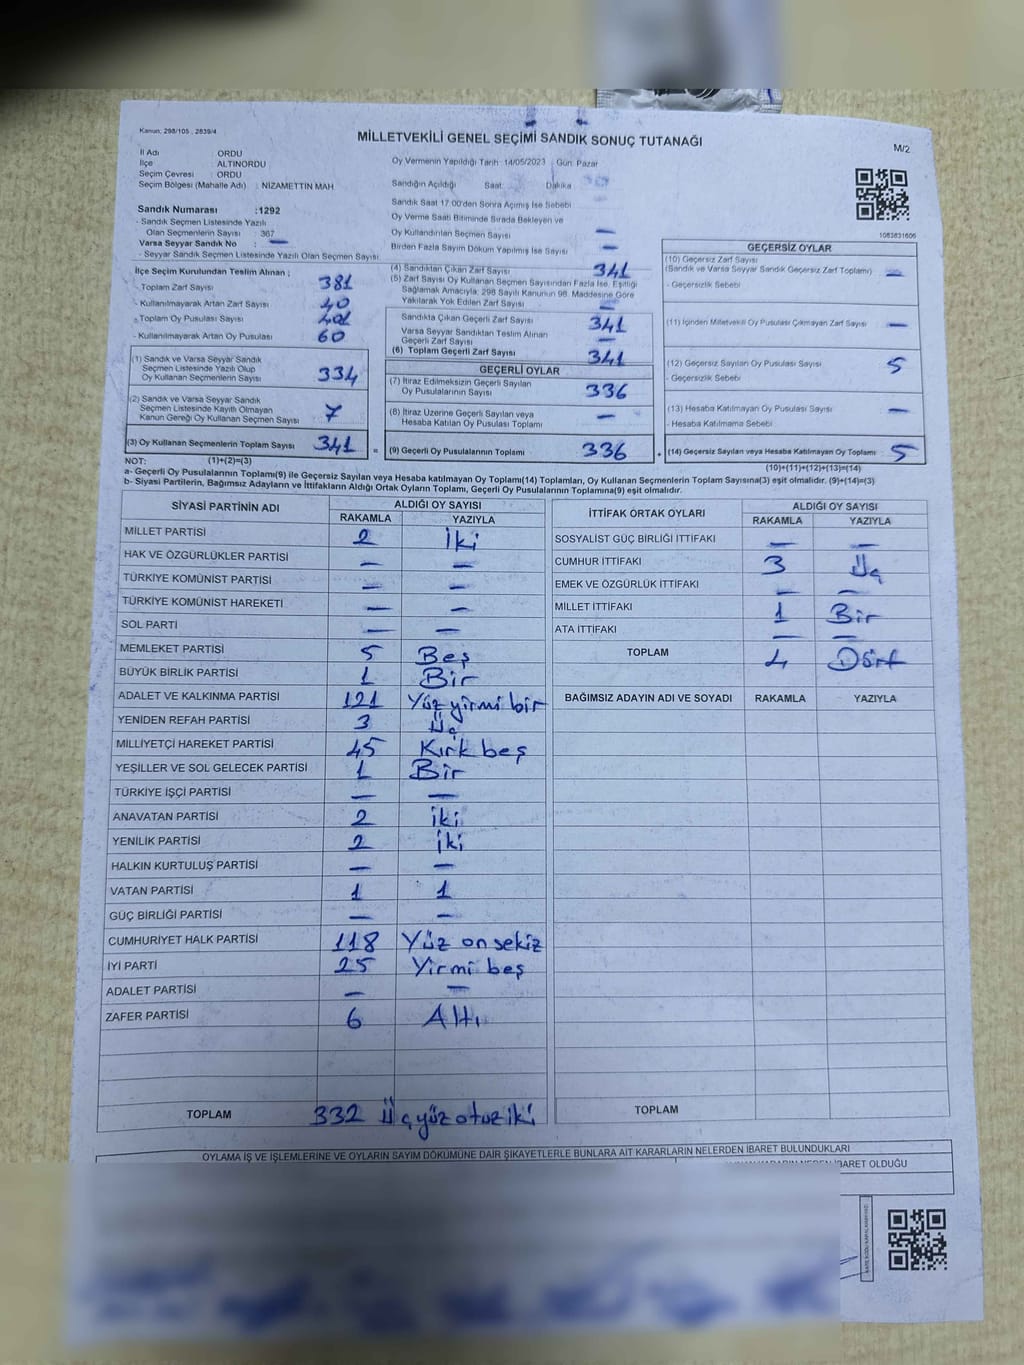 Kanun: 298/105 , 2839/4
MİLLETVEKİLİ GENEL SEÇİMİ SANDIK SONUÇ TUTANAĞI
M/2
İl Adı : ORDU
İlçe : ALTINORDU
Seçim Çevresi : ORDU
Seçim Bölgesi (Mahalle Adı) : NİZAMETTİN MAH
Oy Vermenin Yapıldığı Tarih: 14/05/2023 , Gün: Pazar
Sandığın Açıldığı Saat: Dakika
Sandık Saat 17.00'den Sonra Açımış İse Sebebi
Oy Verme Saati Bitiminde Sırada Bekleyen ve
Oy Kullandırılan Seçmen Sayısı —
Birden Fazla Sayım Döküm Yapılmış İse Sayısı —
1083831606
Sandık Numarası :1292
- Sandık Seçmen Listesinde Yazılı
Olan Seçmenlerin Sayısı 367
Varsa Seyyar Sandık No : —
- Seyyar Sandık Seçmen Listesinde Yazılı Olan Seçmen Sayısı
İlçe Seçim Kurulundan Teslim Alınan ;
. Toplam Zarf Sayısı 381
- Kullanılmayarak Artan Zarf Sayısı 40
- Toplam Oy Pusulası Sayısı 401
- Kullanılmayarak Artan Oy Pusulası 60
(1) Sandık ve Varsa Seyyar Sandık
Seçmen Listesinde Yazılı Olup
Oy Kullanan Seçmenlerin Sayısı 334
(2) Sandık ve Varsa Seyyar Sandık
Seçmen Listesinde Kayıtlı Olmayan
Kanun Gereği Oy Kullanan Seçmen Sayısı 7
(3) Oy Kullanan Seçmenlerin Toplam Sayısı 341
(4) Sandıktan Çıkan Zarf Sayısı 341
(5) Zarf Sayısı Oy Kullanan Seçmen Sayısından Fazla İse, Eşitliği
Sağlamak Amacıyla; 298 Sayılı Kanunun 98. Maddesine Göre
Yakılarak Yok Edilen Zarf Sayısı —
Sandıkta Çıkan Geçerli Zarf Sayısı 341
Varsa Seyyar Sandıktan Teslim Alınan
Geçerli Zarf Sayısı —
(6) Toplam Geçerli Zarf Sayısı 341
GEÇERLİ OYLAR
(7) İtiraz Edilmeksizin Geçerli Sayılan
Oy Pusulalarının Sayısı 336
(8) İtiraz Üzerine Geçerli Sayılan veya
Hesaba Katılan Oy Pusulası Toplamı —
= (9) Geçerli Oy Pusulalarının Toplamı 336
GEÇERSİZ OYLAR
(10) Geçersiz Zarf Sayısı
(Sandık ve Varsa Seyyar Sandık Geçersiz Zarf Toplamı) —
- Geçersizlik Sebebi
(11) İçinden Milletvekili Oy Pusulası Çıkmayan Zarf Sayısı —
(12) Geçersiz Sayılan Oy Pusulası Sayısı 5
- Geçersizlik Sebebi
(13) Hesaba Katılmayan Oy Pusulası Sayısı —
- Hesaba Katılmama Sebebi
+ (14) Geçersiz Sayılan veya Hesaba Katılmayan Oy Toplamı 5
NOT: (1)+(2)=(3)
(10)+(11)+(12)+(13)=(14)
a- Geçerli Oy Pusulalarının Toplamı(9) ile Geçersiz Sayılan veya Hesaba katılmayan Oy Toplamı(14) Toplamları, Oy Kullanan Seçmenlerin Toplam Sayısına(3) eşit olmalıdır. (9)+(14)=(3)
b- Siyasi Partilerin, Bağımsız Adayların ve İttifakların Aldığı Ortak Oyların Toplamı, Geçerli Oy Pusulalarının Toplamına(9) eşit olmalıdır.
SİYASİ PARTİNİN ADI ALDIĞI OY SAYISI
RAKAMLA YAZIYLA
MİLLET PARTİSİ 2 İki
HAK VE ÖZGÜRLÜKLER PARTİSİ — —
TÜRKİYE KOMÜNİST PARTİSİ — —
TÜRKİYE KOMÜNİST HAREKETİ — —
SOL PARTİ — —
MEMLEKET PARTİSİ 5 Beş
BÜYÜK BİRLİK PARTİSİ 1 Bir
ADALET VE KALKINMA PARTİSİ 121 Yüz yirmi bir
YENİDEN REFAH PARTİSİ 3 Üç
MİLLİYETÇİ HAREKET PARTİSİ 45 Kırk beş
YEŞİLLER VE SOL GELECEK PARTİSİ 1 Bir
TÜRKİYE İŞÇİ PARTİSİ — —
ANAVATAN PARTİSİ 2 İki
YENİLİK PARTİSİ 2 İki
HALKIN KURTULUŞ PARTİSİ — —
VATAN PARTİSİ 1 1
GÜÇ BİRLİĞİ PARTİSİ — —
CUMHURİYET HALK PARTİSİ 118 Yüz on sekiz
İYİ PARTİ 25 Yirmi beş
ADALET PARTİSİ — —
ZAFER PARTİSİ 6 Altı
TOPLAM 332 Üçyüz otuz iki
İTTİFAK ORTAK OYLARI ALDIĞI OY SAYISI
RAKAMLA YAZIYLA
SOSYALİST GÜÇ BİRLİĞİ İTTİFAKI — —
CUMHUR İTTİFAKI 3 Üç
EMEK VE ÖZGÜRLÜK İTTİFAKI — —
MİLLET İTTİFAKI 1 Bir
ATA İTTİFAKI — —
TOPLAM 4 Dört
BAĞIMSIZ ADAYIN ADI VE SOYADI RAKAMLA YAZIYLA
TOPLAM
OYLAMA İŞ VE İŞLEMLERİNE VE OYLARIN SAYIM DÖKÜMÜNE DAİR ŞİKAYETLERLE BUNLARA AİT KARARLARIN NELERDEN İBARET BULUNDUKLARI
İBARET OLDUĞU